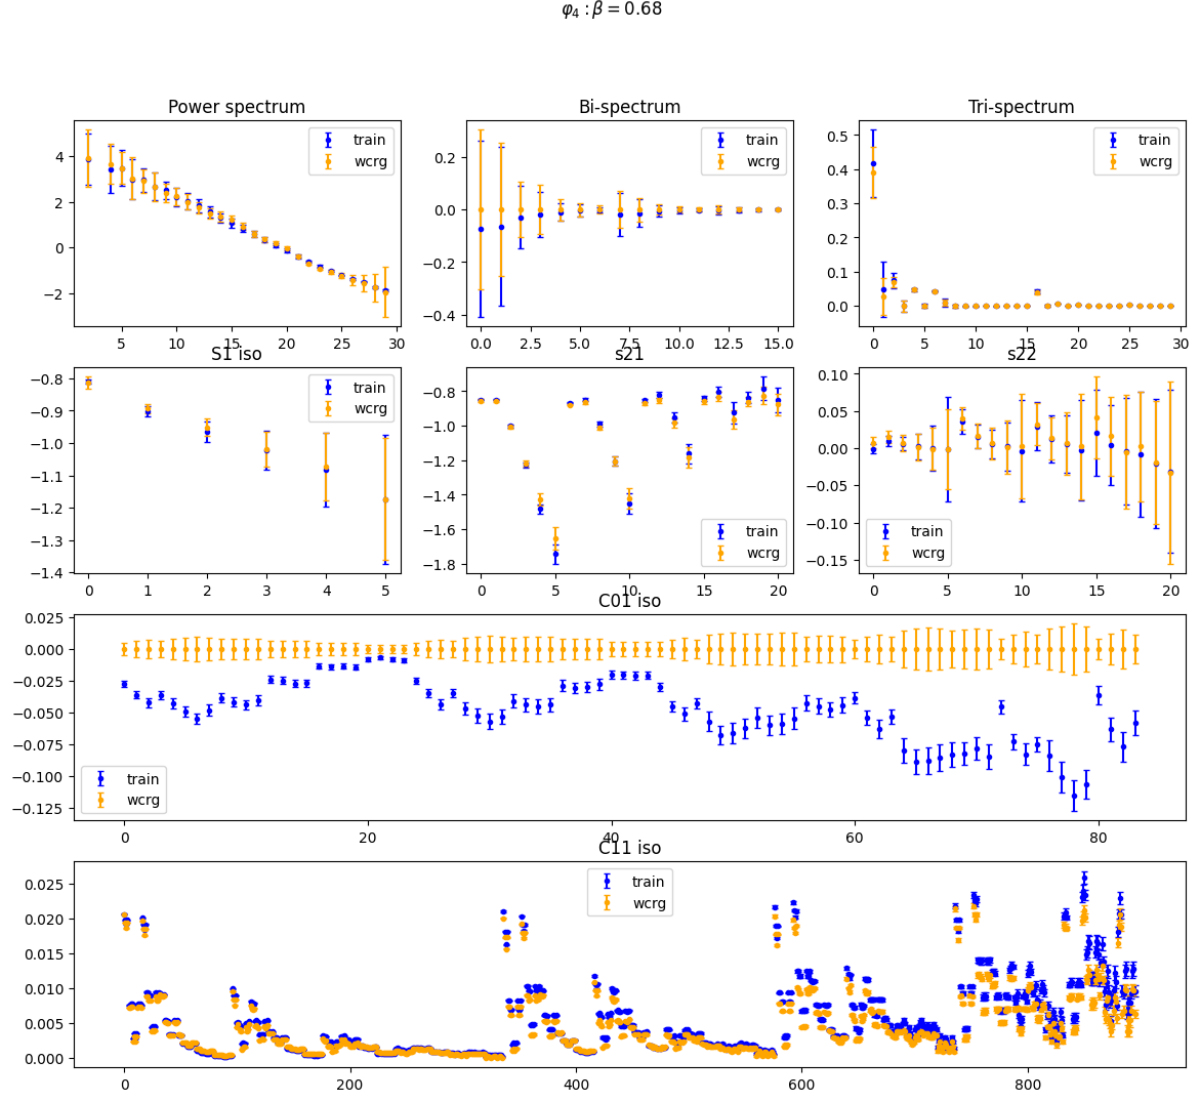 φ₄ : β = 0.68
Power spectrum
Bi-spectrum
Tri-spectrum
4
2
0
−2
train
wcrg
5 10 15 20 25 30
0.2
0.0
−0.2
−0.4
train
wcrg
0.0 2.5 5.0 7.5 10.0 12.5 15.0
0.5
0.4
0.3
0.2
0.1
0.0
train
wcrg
0 5 10 15 20 25 30
S1 iso
s21
s22
−0.8
−0.9
−1.0
−1.1
−1.2
−1.3
−1.4
train
wcrg
0 1 2 3 4 5
−0.8
−1.0
−1.2
−1.4
−1.6
−1.8
train
wcrg
0 5 10 15 20
0.10
0.05
0.00
−0.05
−0.10
−0.15
train
wcrg
0 5 10 15 20
C01 iso
0.025
0.000
−0.025
−0.050
−0.075
−0.100
−0.125
train
wcrg
0 20 40 60 80
C11 iso
0.025
0.020
0.015
0.010
0.005
0.000
train
wcrg
0 200 400 600 800